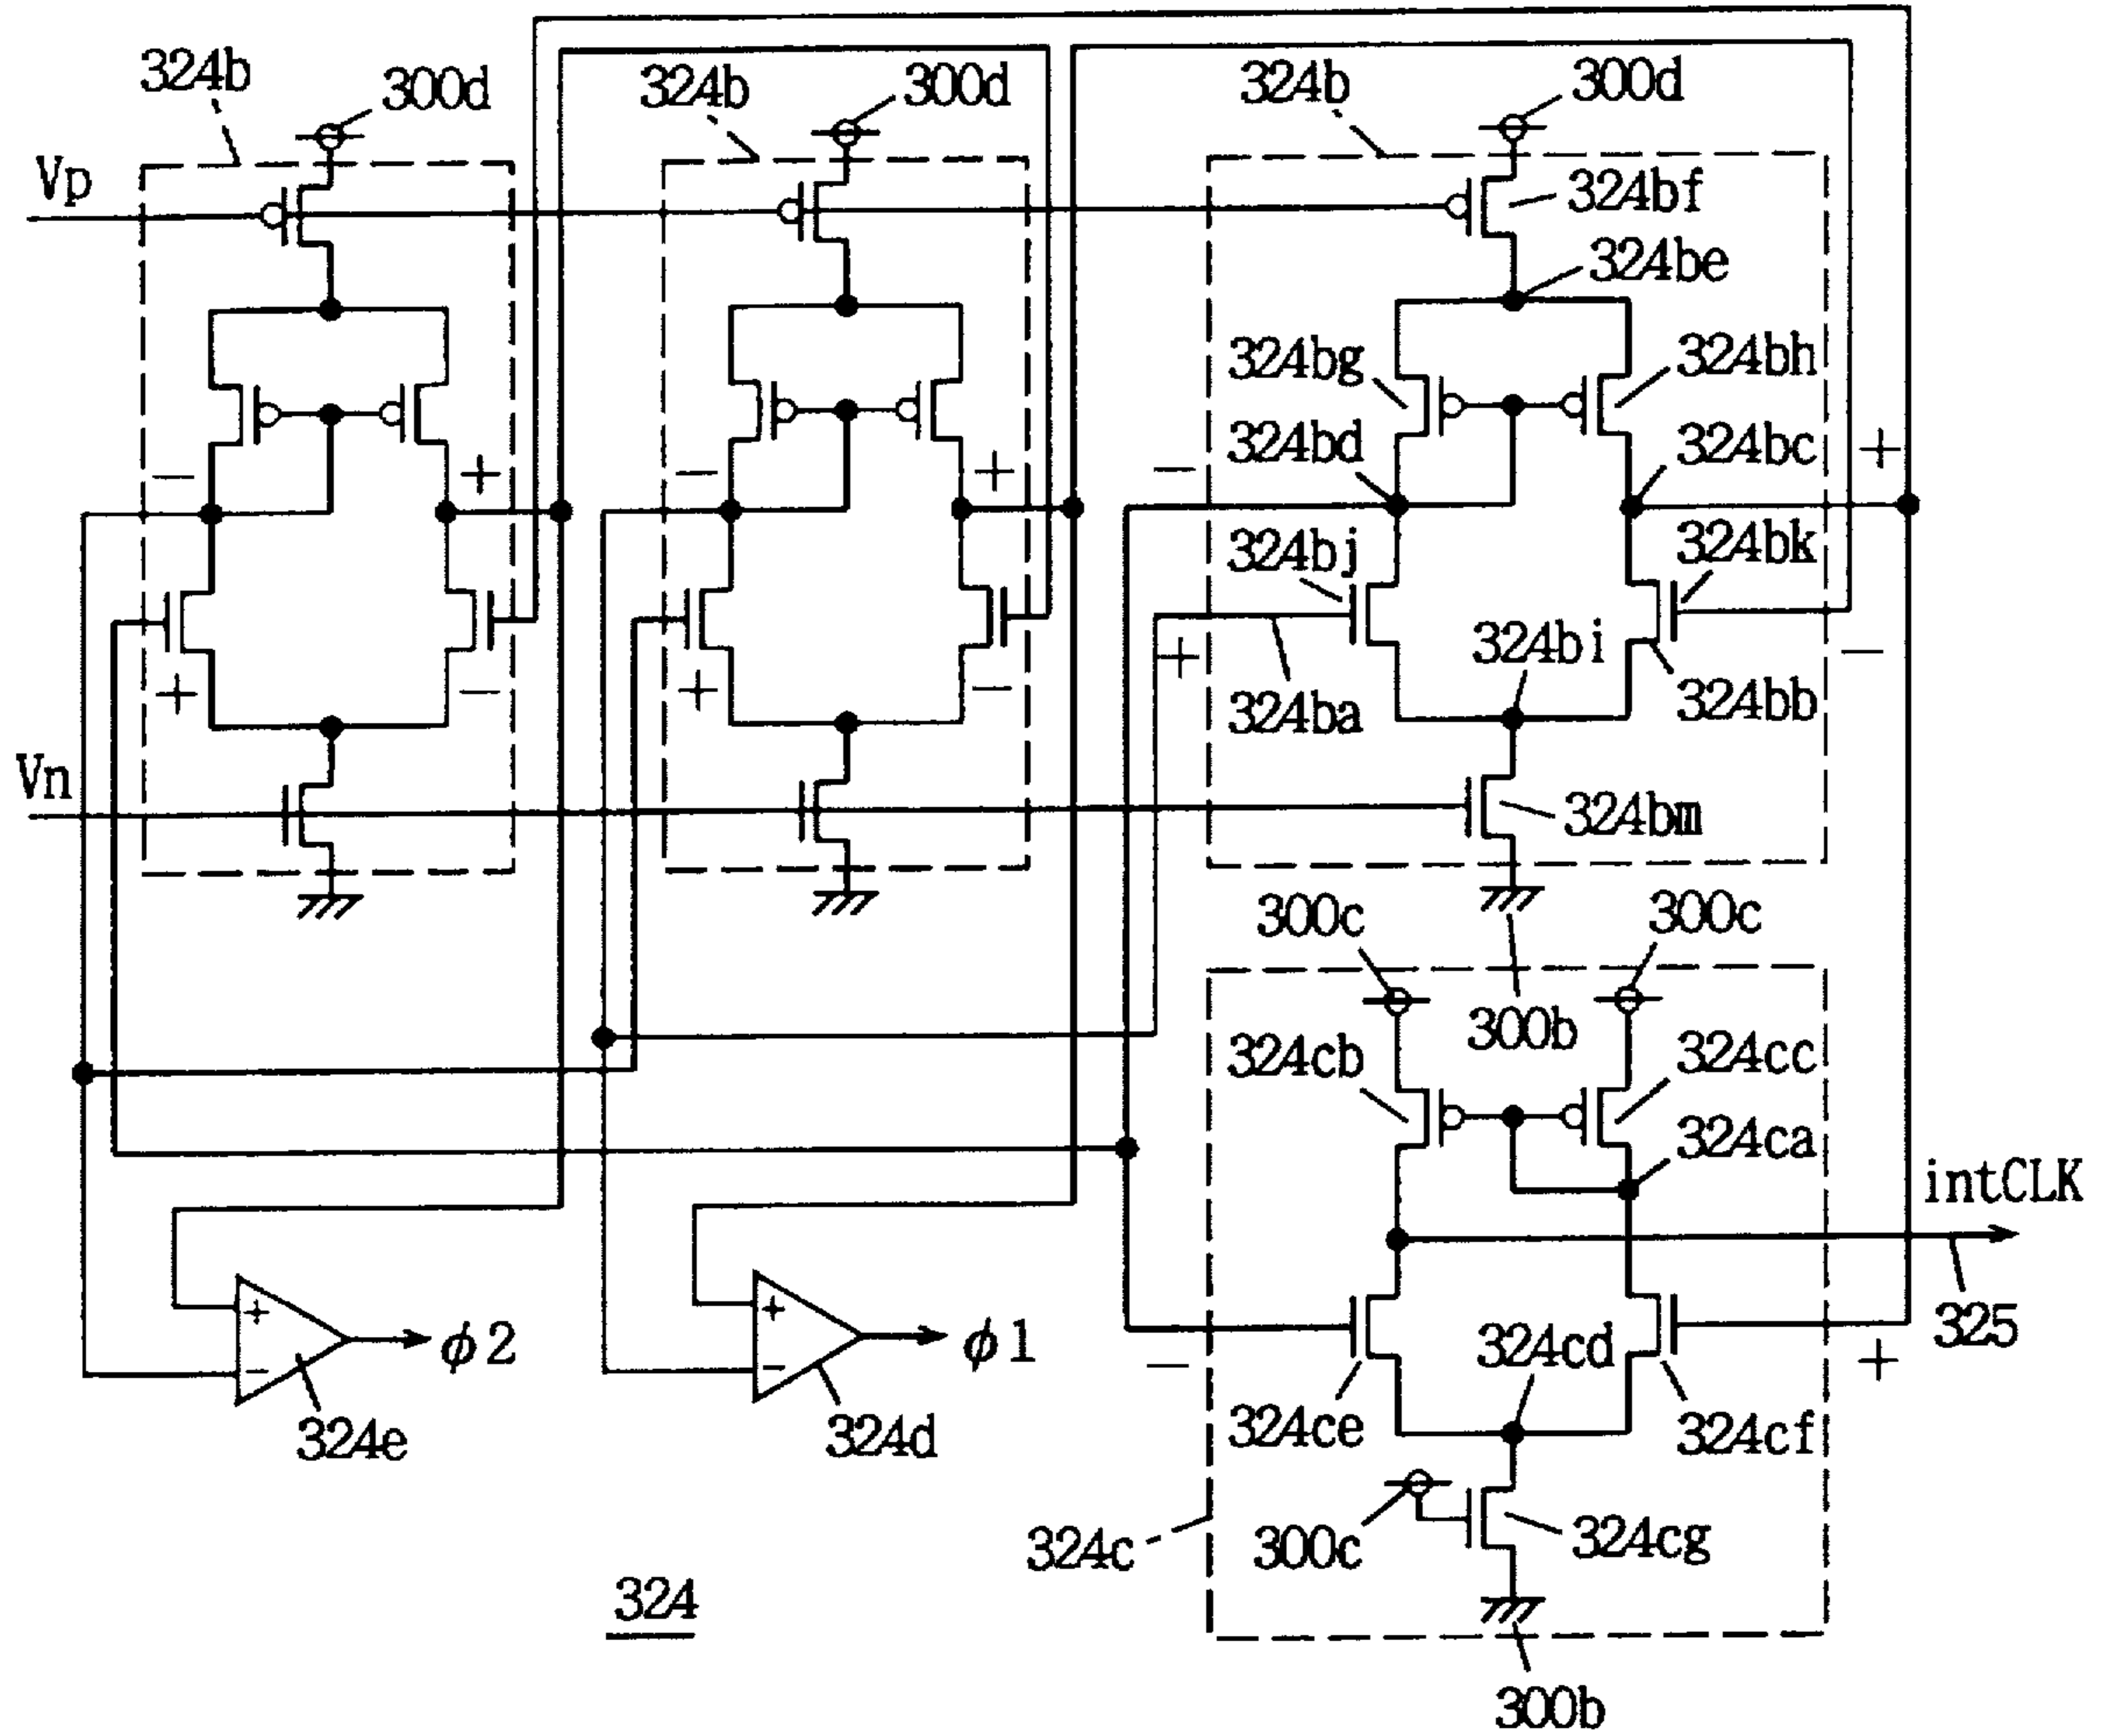 324b
300d
324b
300d
324b
300d
Vp
324bf
324be
324bg
324bh
324bd
324bc
−
+
−
+
−
+
324bj
324bk
324bi
+
−
+
−
+
−
324ba
324bb
Vn
324bm
300c
300c
300b
324cb
324cc
324ca
intCLK
325
+
−
φ2
+
−
φ1
−
+
324cd
324e
324d
324ce
324cf
324c
300c
324cg
324
300b